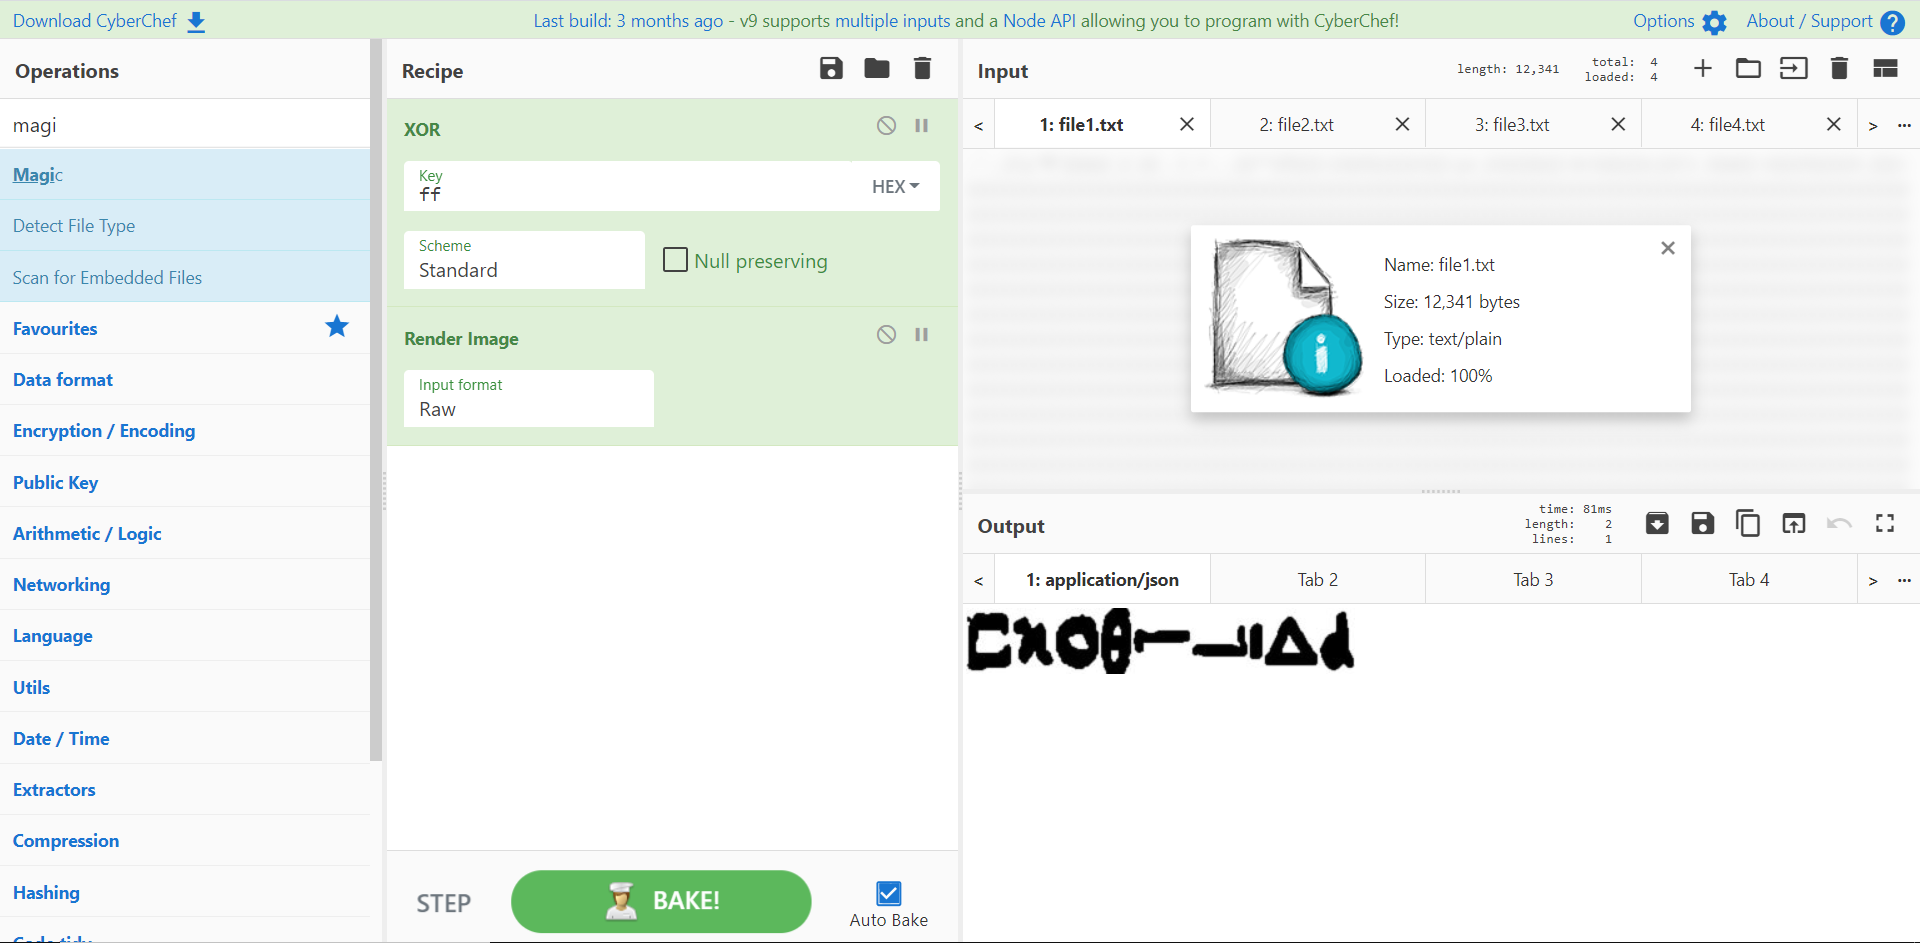 Download CyberChef
Last build: 3 months ago - v9 supports multiple inputs and a Node API allowing you to program with CyberChef!
Options
About / Support
Operations
magi
Magic
Detect File Type
Scan for Embedded Files
Favourites
Data format
Encryption / Encoding
Public Key
Arithmetic / Logic
Networking
Language
Utils
Date / Time
Extractors
Compression
Hashing
Code tidy
Recipe
XOR
Key
ff
HEX
Scheme
Standard
Null preserving
Render Image
Input format
Raw
STEP
BAKE!
Auto Bake
Input
length: 12,341
total: 4
loaded: 4
< 1: file1.txt 2: file2.txt 3: file3.txt 4: file4.txt > ...
Name: file1.txt
Size: 12,341 bytes
Type: text/plain
Loaded: 100%
Output
time: 81ms
length: 2
lines: 1
< 1: application/json Tab 2 Tab 3 Tab 4 > ...